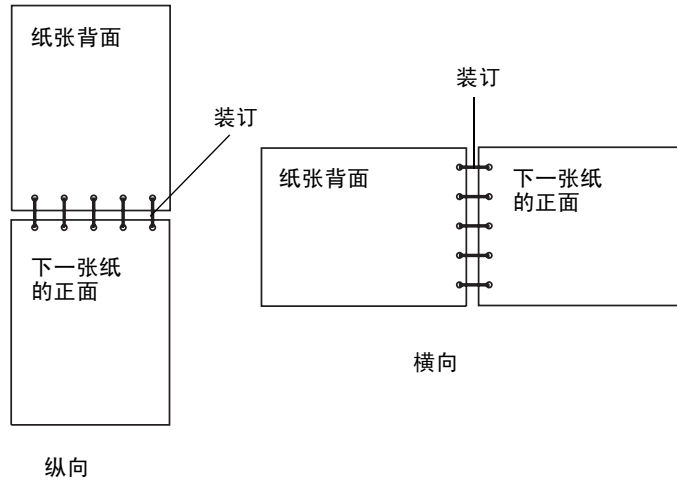 纸张背面
装订
下一张纸
的正面
纵向
装订
纸张背面
下一张纸
的正面
横向